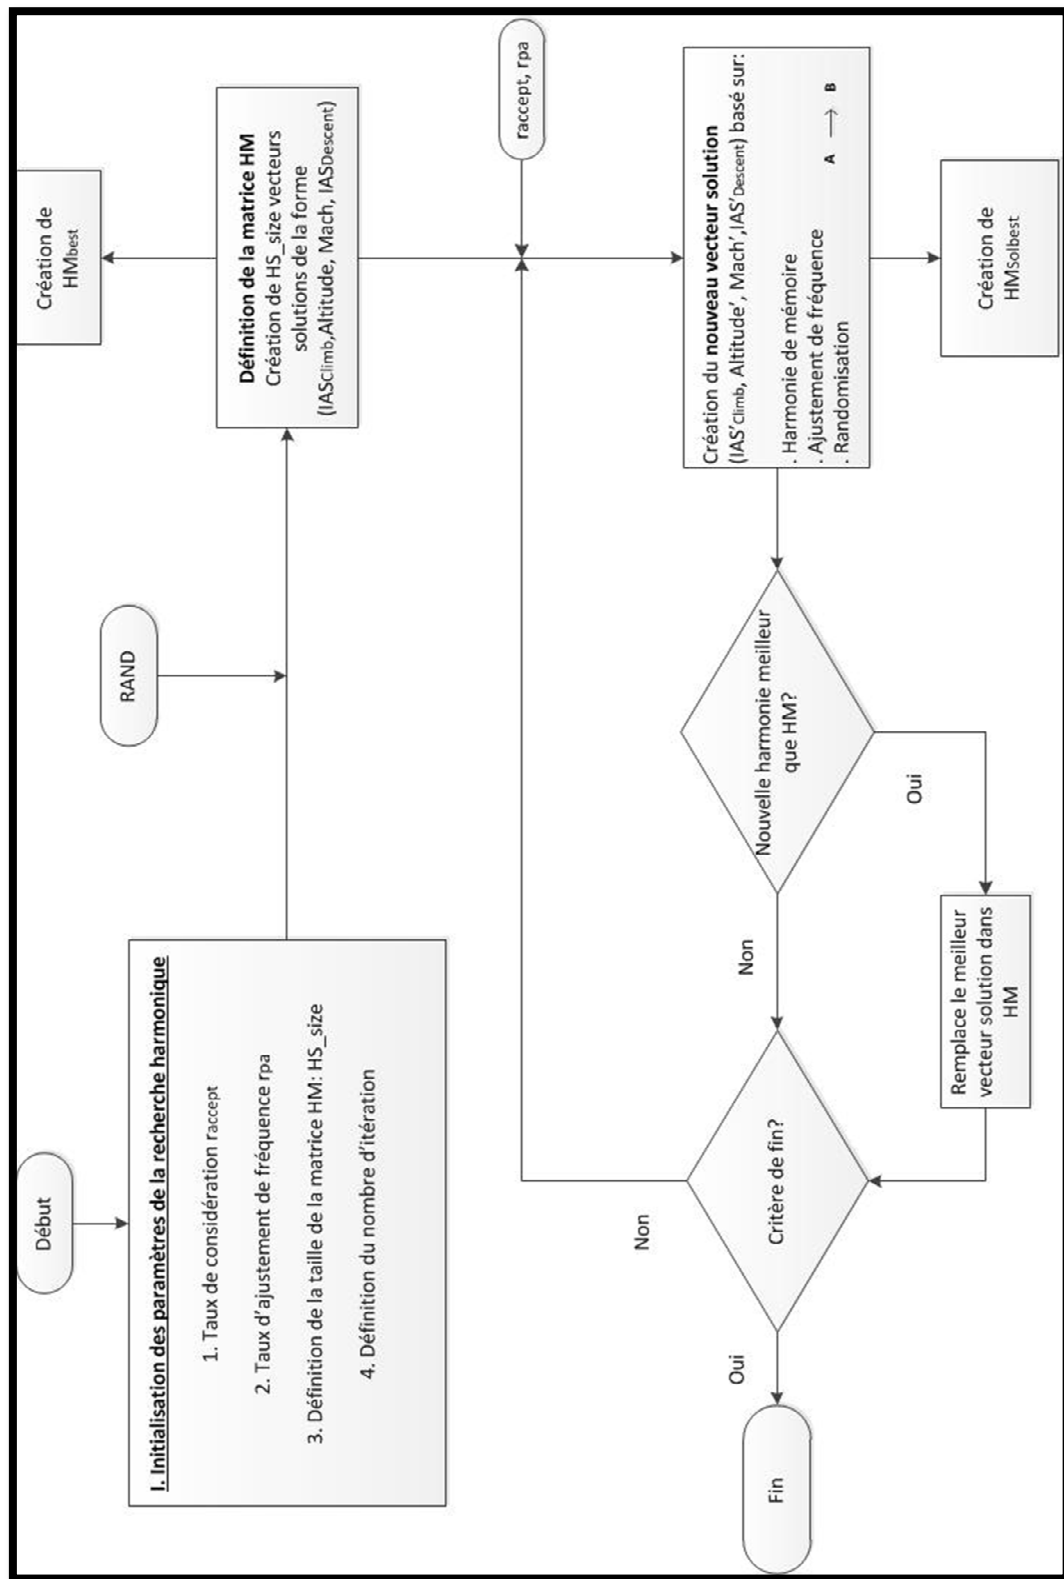 Début
I. Initialisation des paramètres de la recherche harmonique
1. Taux de considération raccept
2. Taux d'ajustement de fréquence rpa
3. Définition de la taille de la matrice HM: HS_size
4. Définition du nombre d'itération
RAND
Définition de la matrice HM
Création de HS_size vecteurs
solutions de la forme
(IASClimb,Altitude, Mach, IASDescent)
Création de
HMbest
raccept, rpa
Création du nouveau vecteur solution
(IAS'Climb, Altitude', Mach',IAS'Descent) basé sur:
. Harmonie de mémoire
. Ajustement de fréquence
. Randomisation
A → B
Création de
HMSolbest
Nouvelle harmonie meilleur
que HM?
Oui
Non
Remplace le meilleur
vecteur solution dans
HM
Critère de fin?
Non
Oui
Fin